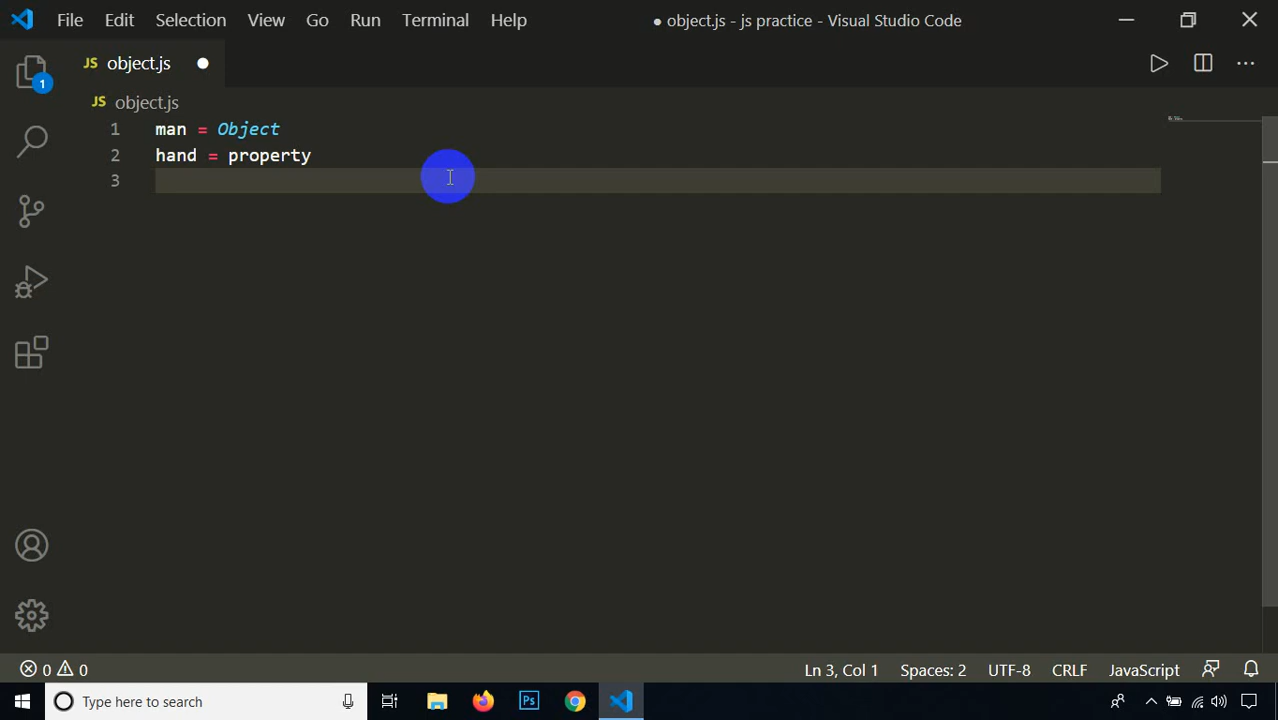 File Edit Selection View Go Run Terminal Help
● object.js - js practice - Visual Studio Code
JS object.js
1
JS object.js
1 man = Object
2 hand = property
3
0 0
Ln 3, Col 1 Spaces: 2 UTF-8 CRLF JavaScript
Type here to search
Ps